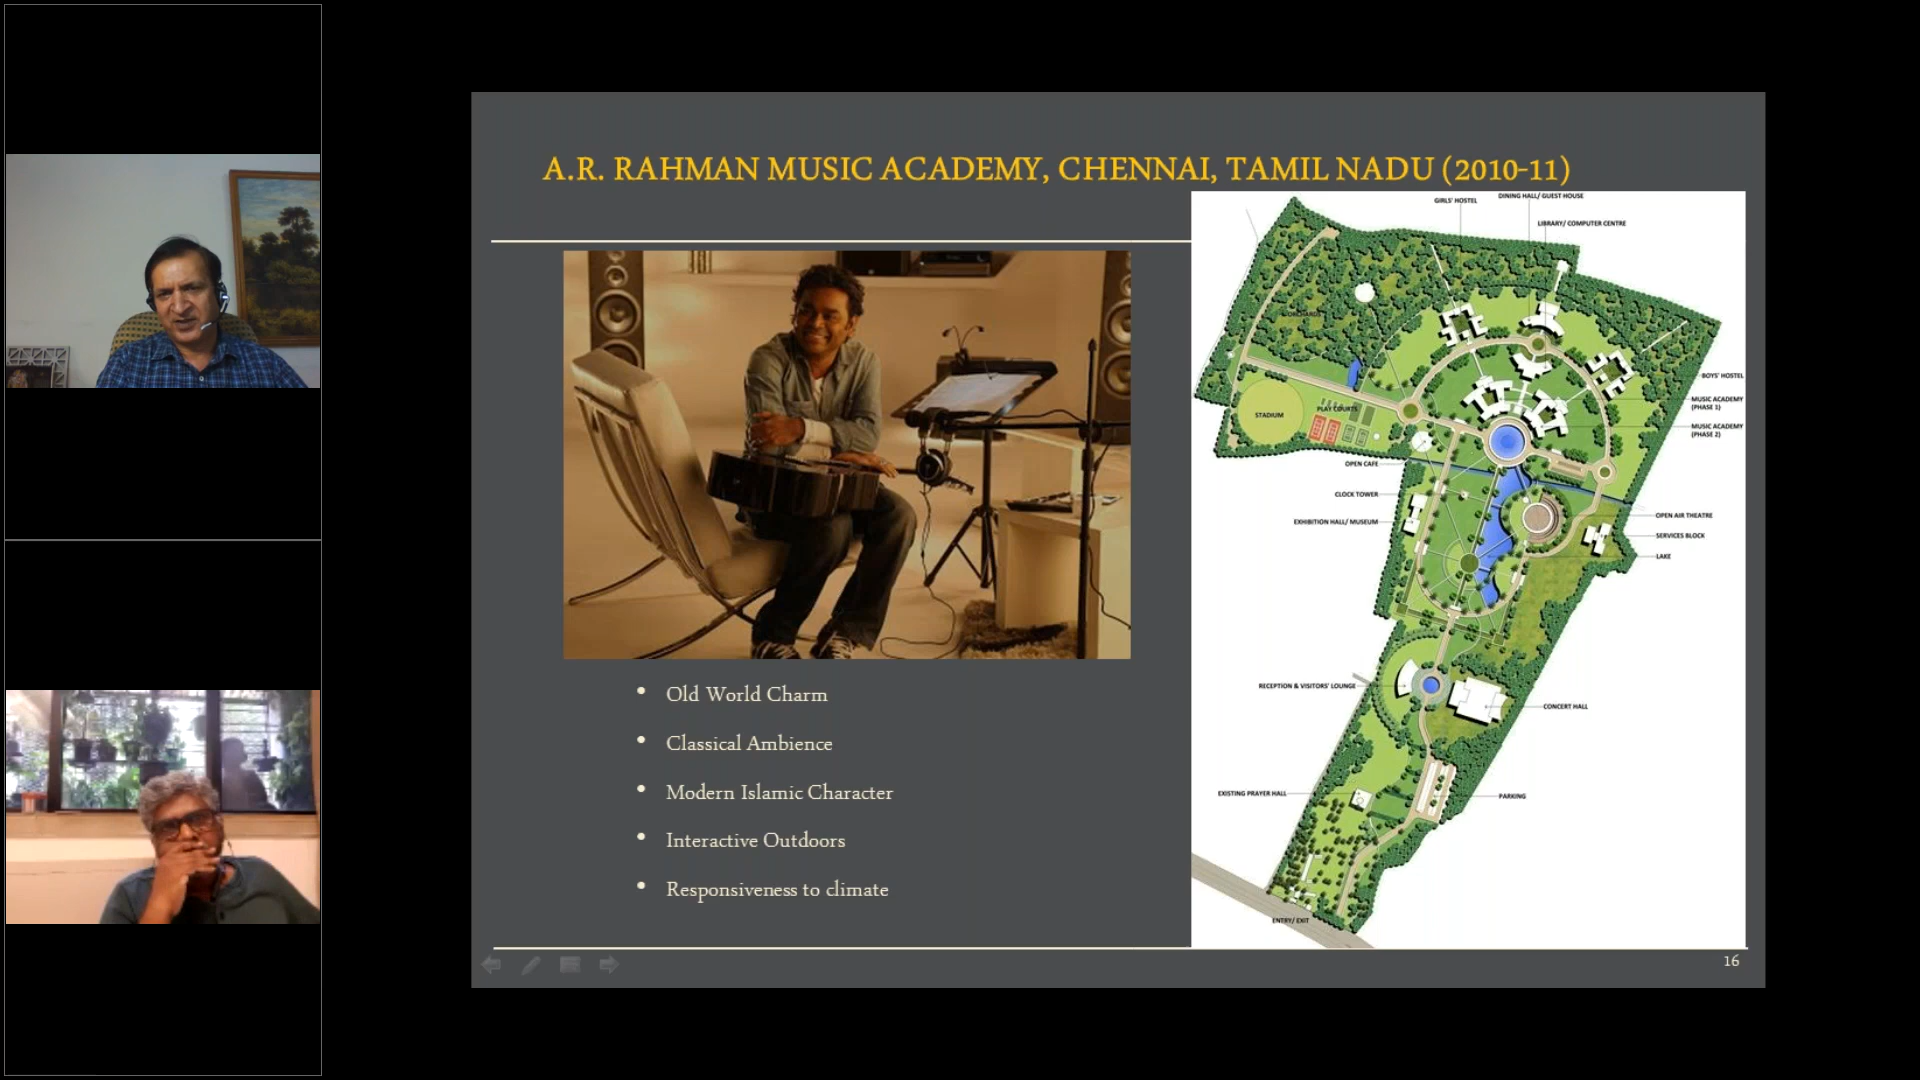 A.R. RAHMAN MUSIC ACADEMY, CHENNAI, TAMIL NADU (2010-11)
GIRLS' HOSTEL
DINING HALL/ GUEST HOUSE
LIBRARY/ COMPUTER CENTRE
ORCHARDS
BOYS' HOSTEL
MUSIC ACADEMY
(PHASE 1)
STADIUM
PLAY COURTS
MUSIC ACADEMY
(PHASE 2)
OPEN CAFE
CLOCK TOWER
EXHIBITION HALL/ MUSEUM
OPEN AIR THEATRE
SERVICES BLOCK
LAKE
RECEPTION & VISITORS' LOUNGE
CONCERT HALL
EXISTING PRAYER HALL
PARKING
ENTRY/ EXIT
• Old World Charm
• Classical Ambience
• Modern Islamic Character
• Interactive Outdoors
• Responsiveness to climate
16